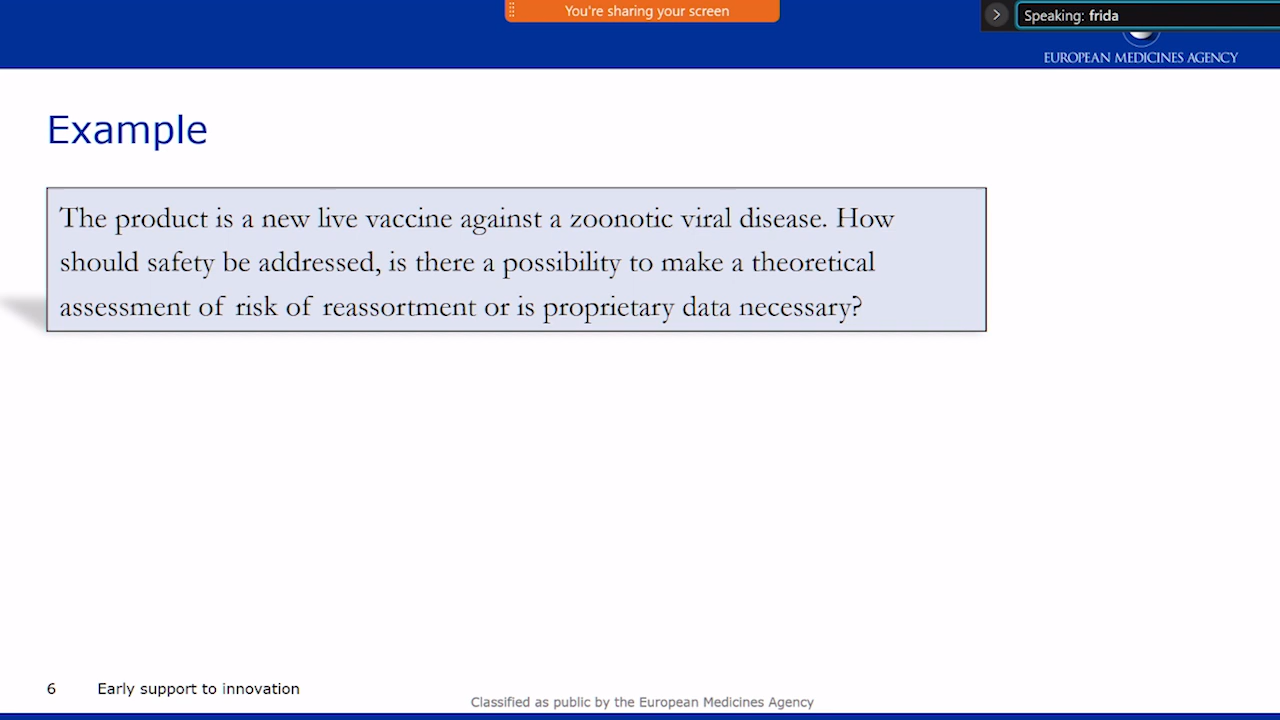 You're sharing your screen
Speaking: frida
EUROPEAN MEDICINES AGENCY
Example
The product is a new live vaccine against a zoonotic viral disease. How
should safety be addressed, is there a possibility to make a theoretical
assessment of risk of reassortment or is proprietary data necessary?
6 Early support to innovation
Classified as public by the European Medicines Agency